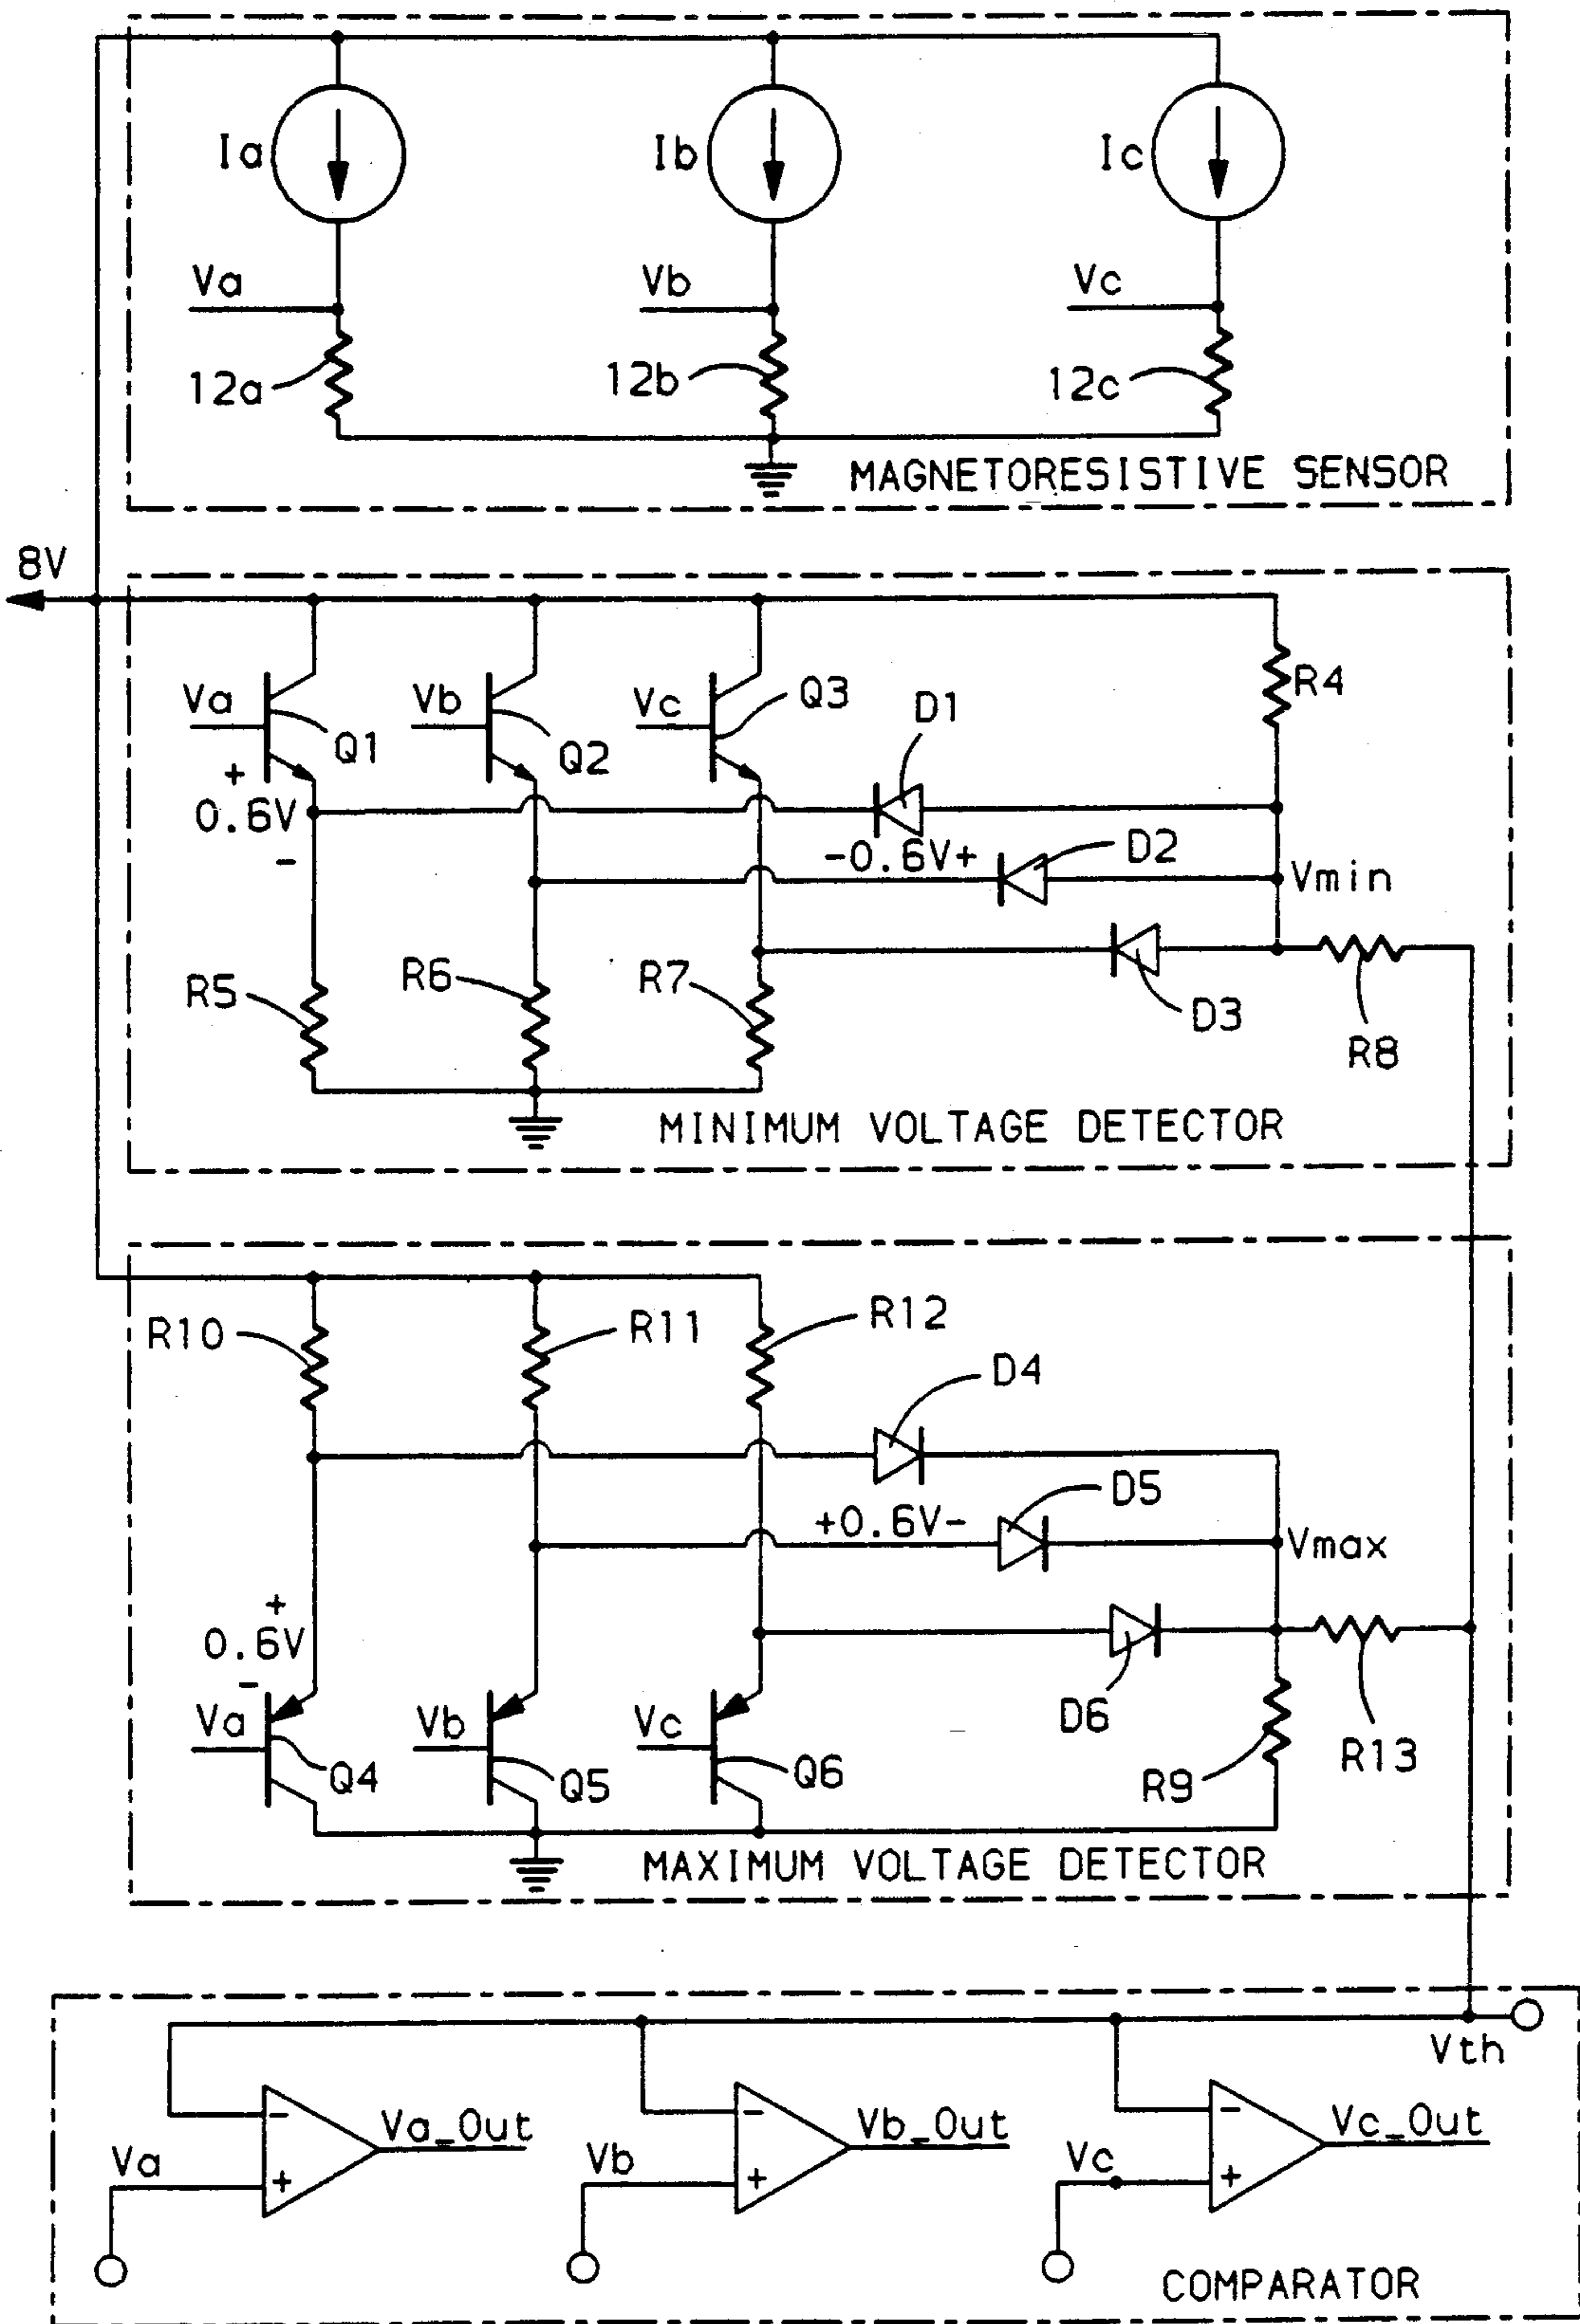 Ia
Ib
Ic
Va
Vb
Vc
12a
12b
12c
MAGNETORESISTIVE SENSOR
8V
Va
Q1
Vb
Q2
Vc
Q3
D1
R4
+
0.6V
-
-0.6V+
D2
Vmin
R5
R6
R7
D3
R8
MINIMUM VOLTAGE DETECTOR
R10
R11
R12
D4
+0.6V-
D5
Vmax
+
0.6V
-
Va
Q4
Vb
Q5
Vc
Q6
D6
R9
R13
MAXIMUM VOLTAGE DETECTOR
Vth
-
+
Va
Va_Out
-
+
Vb
Vb_Out
-
+
Vc
Vc_Out
COMPARATOR